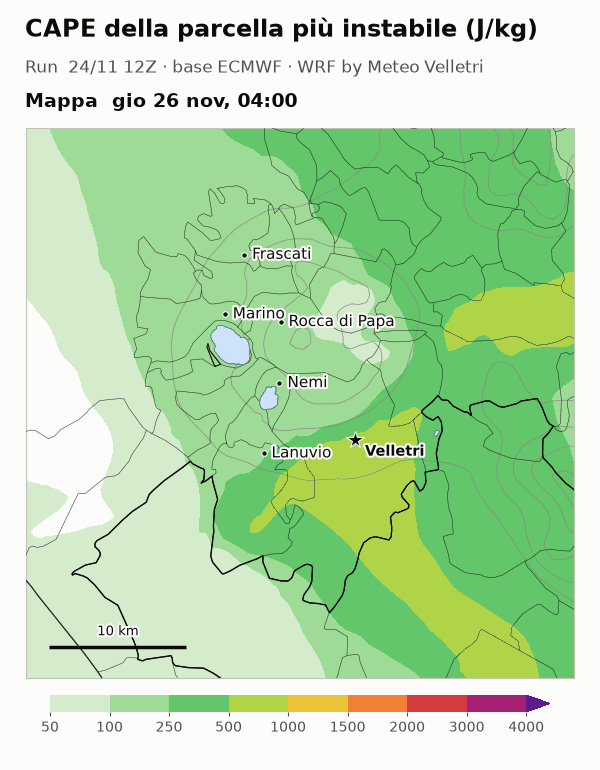 CAPE della parcella più instabile (J/kg)
Run  24/11 12Z · base ECMWF · WRF by Meteo Velletri
Mappa  gio 26 nov, 04:00
Frascati
Marino
Rocca di Papa
Nemi
Velletri
Lanuvio
10 km
50 100 250 500 1000 1500 2000 3000 4000